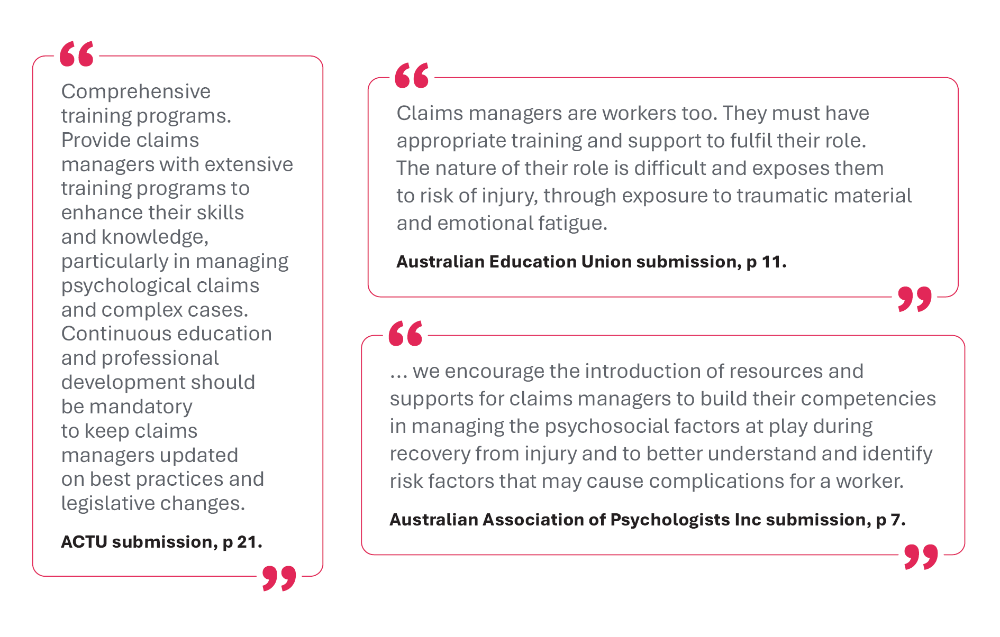 “
Comprehensive
training programs.
Provide claims
managers with extensive
training programs to
enhance their skills
and knowledge,
particularly in managing
psychological claims
and complex cases.
Continuous education
and professional
development should
be mandatory
to keep claims
managers updated
on best practices and
legislative changes.
ACTU submission, p 21.
”
“
Claims managers are workers too. They must have
appropriate training and support to fulfil their role.
The nature of their role is difficult and exposes them
to risk of injury, through exposure to traumatic material
and emotional fatigue.
Australian Education Union submission, p 11.
”
“
... we encourage the introduction of resources and
supports for claims managers to build their competencies
in managing the psychosocial factors at play during
recovery from injury and to better understand and identify
risk factors that may cause complications for a worker.
Australian Association of Psychologists Inc submission, p 7.
”